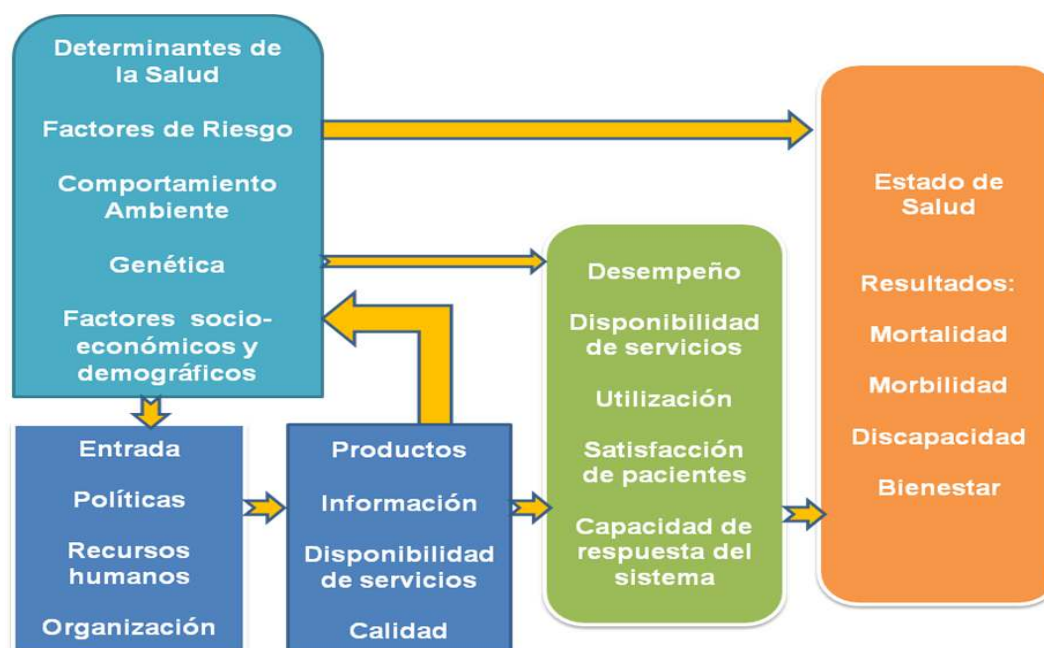 Determinantes de
la Salud
Factores de Riesgo
Comportamiento
Ambiente
Genética
Factores socio-
económicos y
demográficos
Entrada
Políticas
Recursos
humanos
Organización
Productos
Información
Disponibilidad
de servicios
Calidad
Desempeño
Disponibilidad
de servicios
Utilización
Satisfacción
de pacientes
Capacidad de
respuesta del
sistema
Estado de
Salud
Resultados:
Mortalidad
Morbilidad
Discapacidad
Bienestar